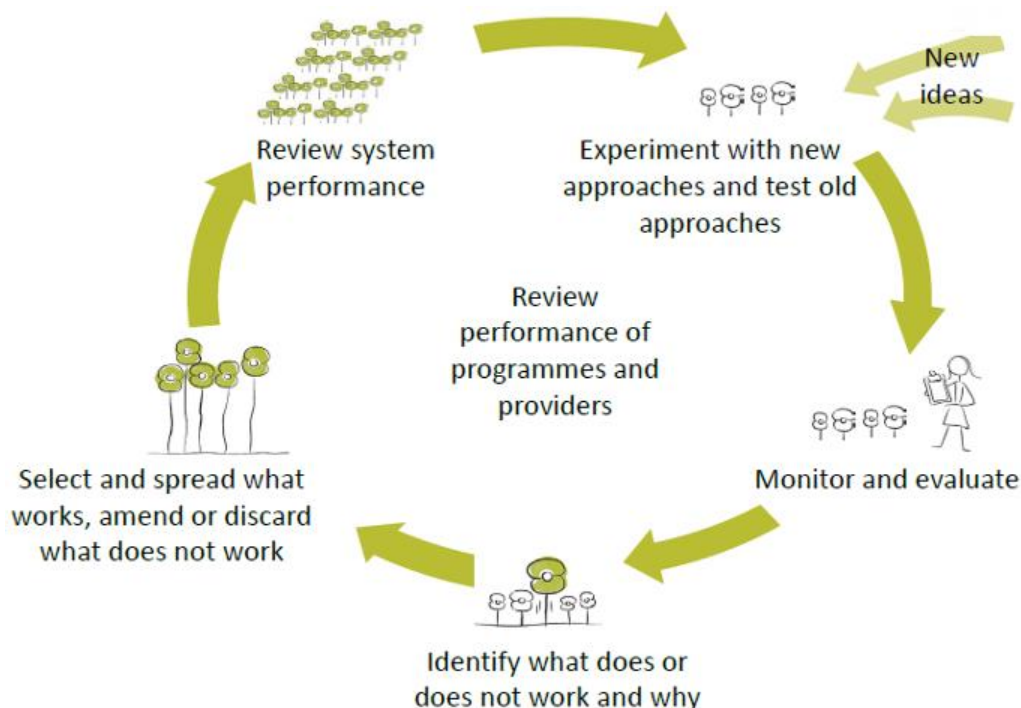 New
ideas
Review system
performance
Experiment with new
approaches and test old
approaches
Review
performance of
programmes and
providers
Monitor and evaluate
Select and spread what
works, amend or discard
what does not work
Identify what does or
does not work and why